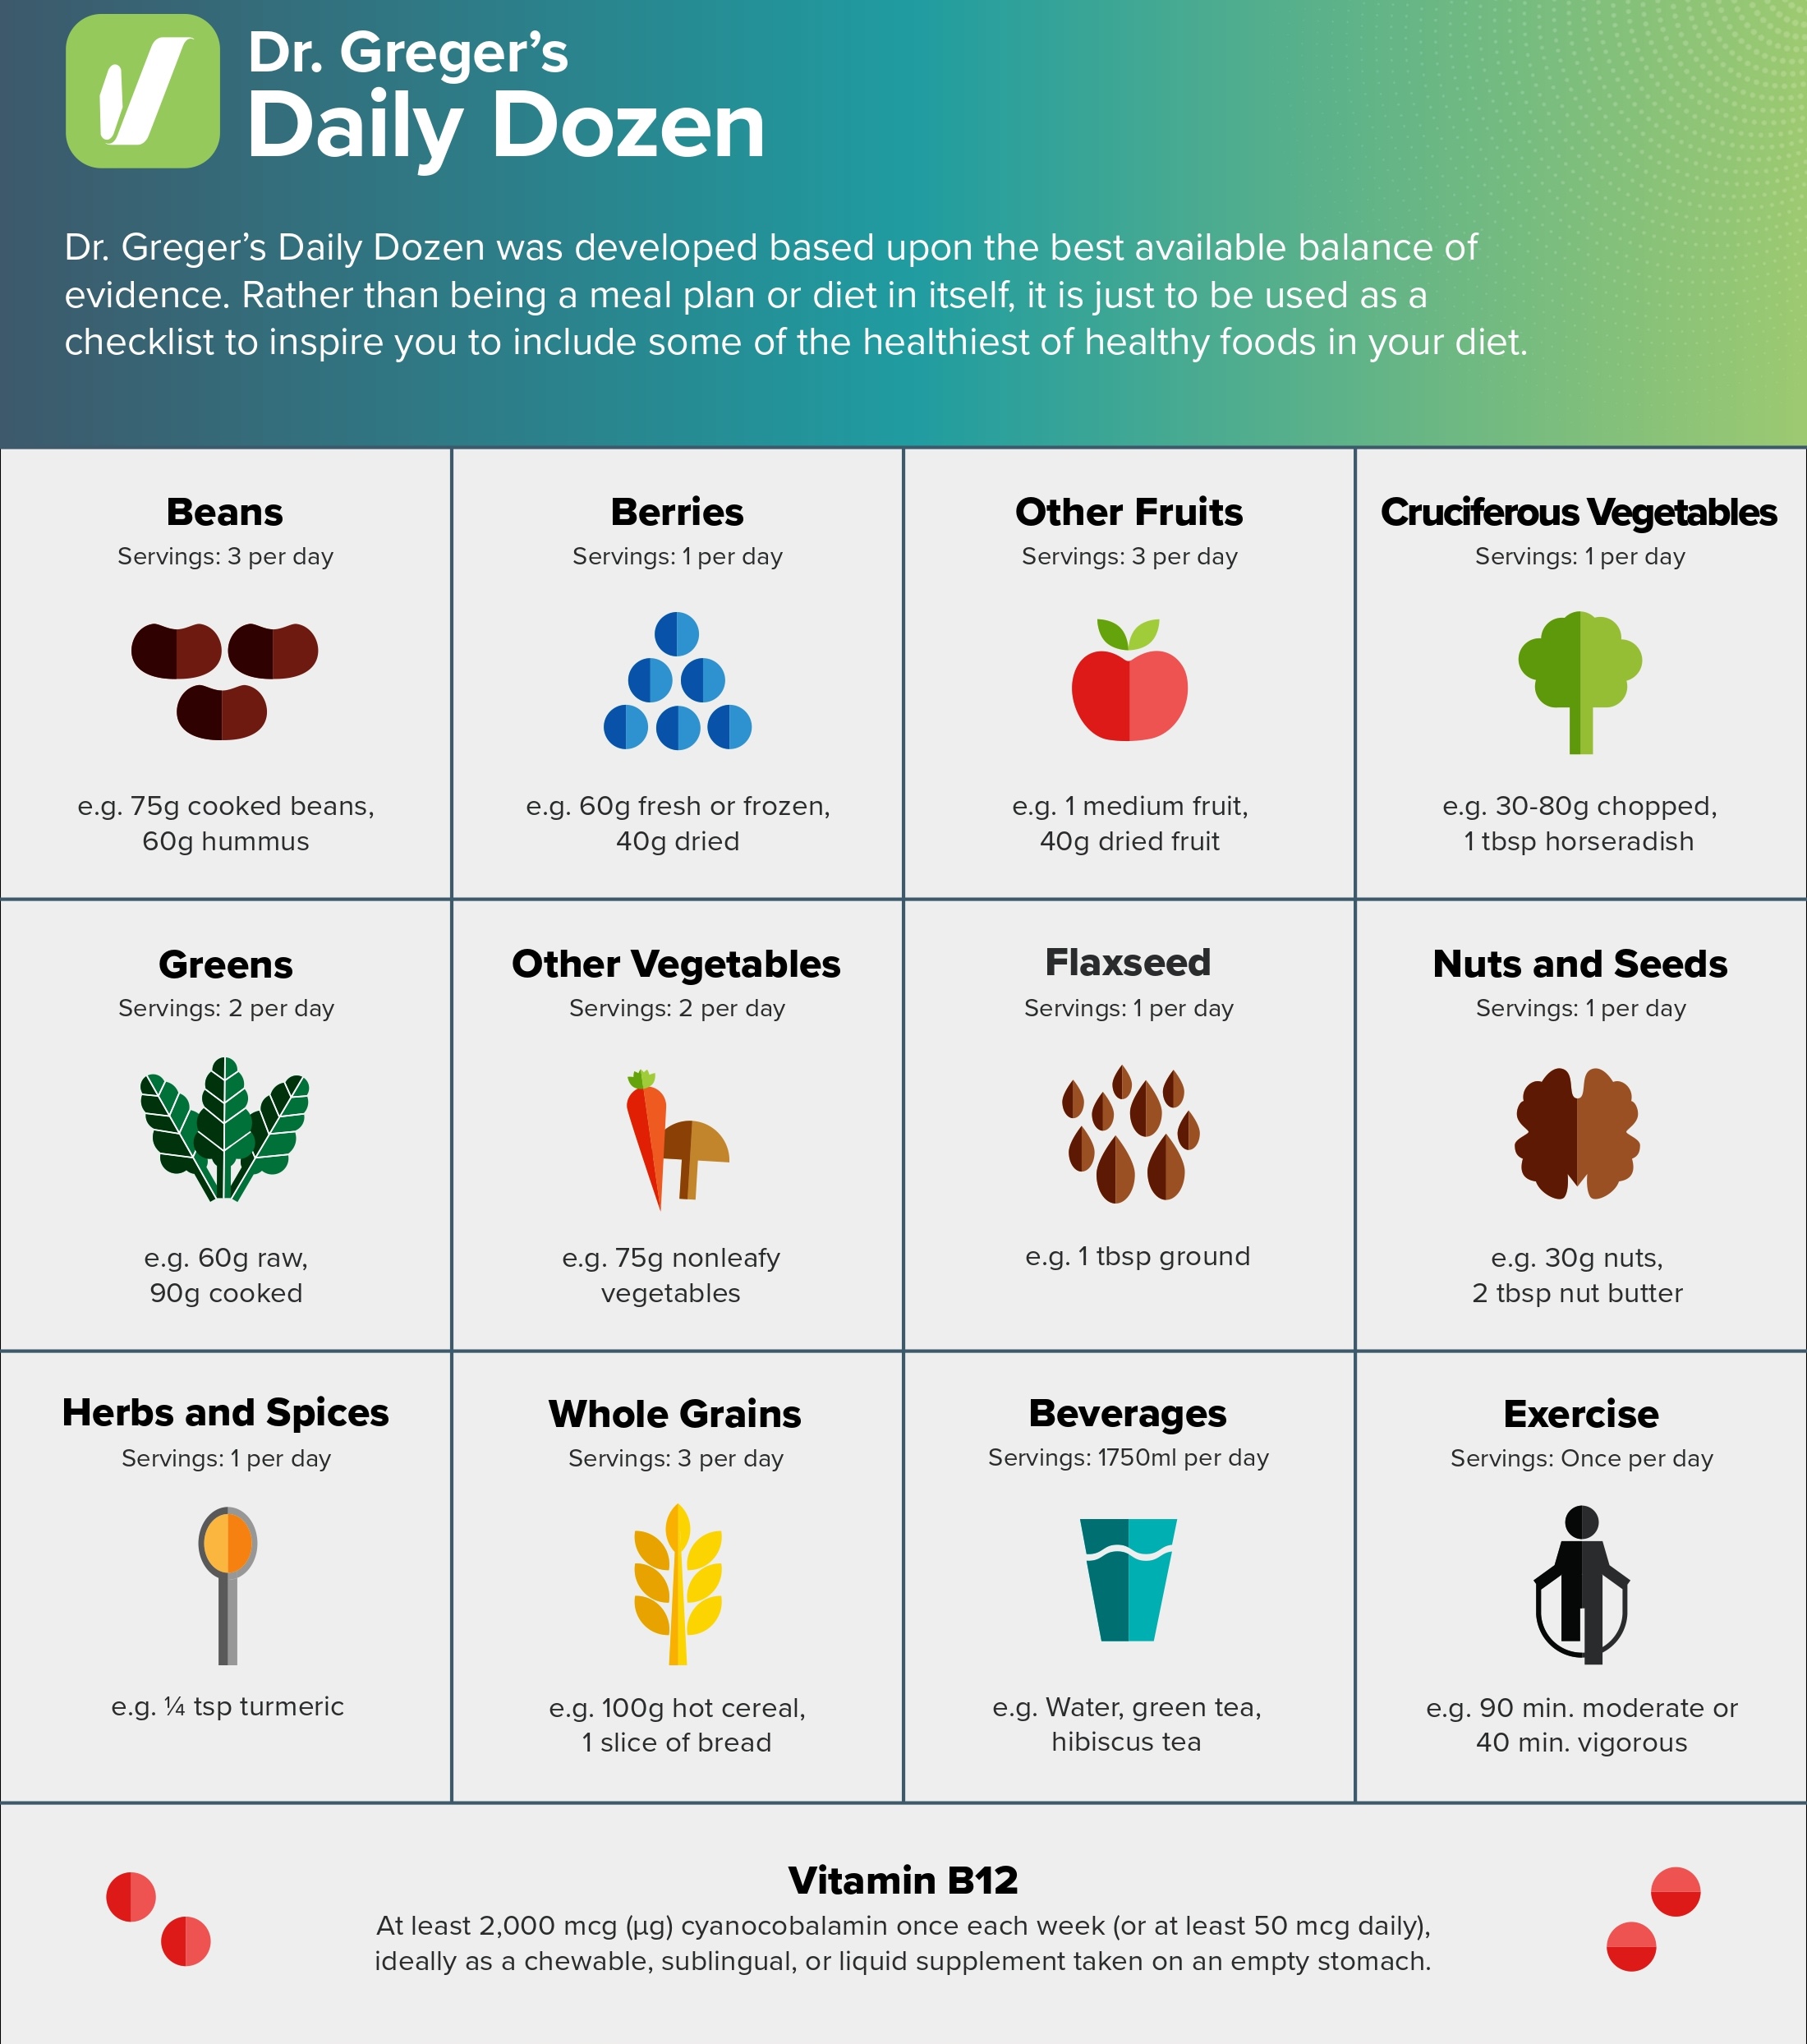 Dr. Greger’s
Daily Dozen
Dr. Greger’s Daily Dozen was developed based upon the best available balance of
evidence. Rather than being a meal plan or diet in itself, it is just to be used as a
checklist to inspire you to include some of the healthiest of healthy foods in your diet.
Beans
Servings: 3 per day
e.g. 75g cooked beans,
60g hummus
Berries
Servings: 1 per day
e.g. 60g fresh or frozen,
40g dried
Other Fruits
Servings: 3 per day
e.g. 1 medium fruit,
40g dried fruit
Cruciferous Vegetables
Servings: 1 per day
e.g. 30-80g chopped,
1 tbsp horseradish
Greens
Servings: 2 per day
e.g. 60g raw,
90g cooked
Other Vegetables
Servings: 2 per day
e.g. 75g nonleafy
vegetables
Flaxseed
Servings: 1 per day
e.g. 1 tbsp ground
Nuts and Seeds
Servings: 1 per day
e.g. 30g nuts,
2 tbsp nut butter
Herbs and Spices
Servings: 1 per day
e.g. ¼ tsp turmeric
Whole Grains
Servings: 3 per day
e.g. 100g hot cereal,
1 slice of bread
Beverages
Servings: 1750ml per day
e.g. Water, green tea,
hibiscus tea
Exercise
Servings: Once per day
e.g. 90 min. moderate or
40 min. vigorous
Vitamin B12
At least 2,000 mcg (μg) cyanocobalamin once each week (or at least 50 mcg daily),
ideally as a chewable, sublingual, or liquid supplement taken on an empty stomach.